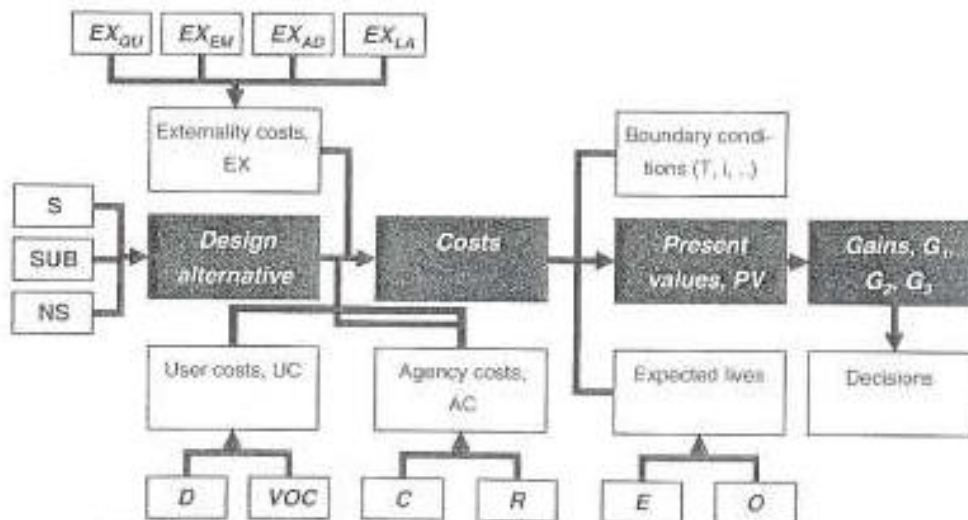 EX_QU EX_EM EX_AD EX_LA
Externality costs,
EX
Boundary condi-
tions (T, i, ..)
S
SUB
NS
Design
alternative
Costs
Present
values, PV
Gains, G₁,
G₂, G₃
User costs, UC
Agency costs,
AC
Expected lives
Decisions
D VOC C R E O